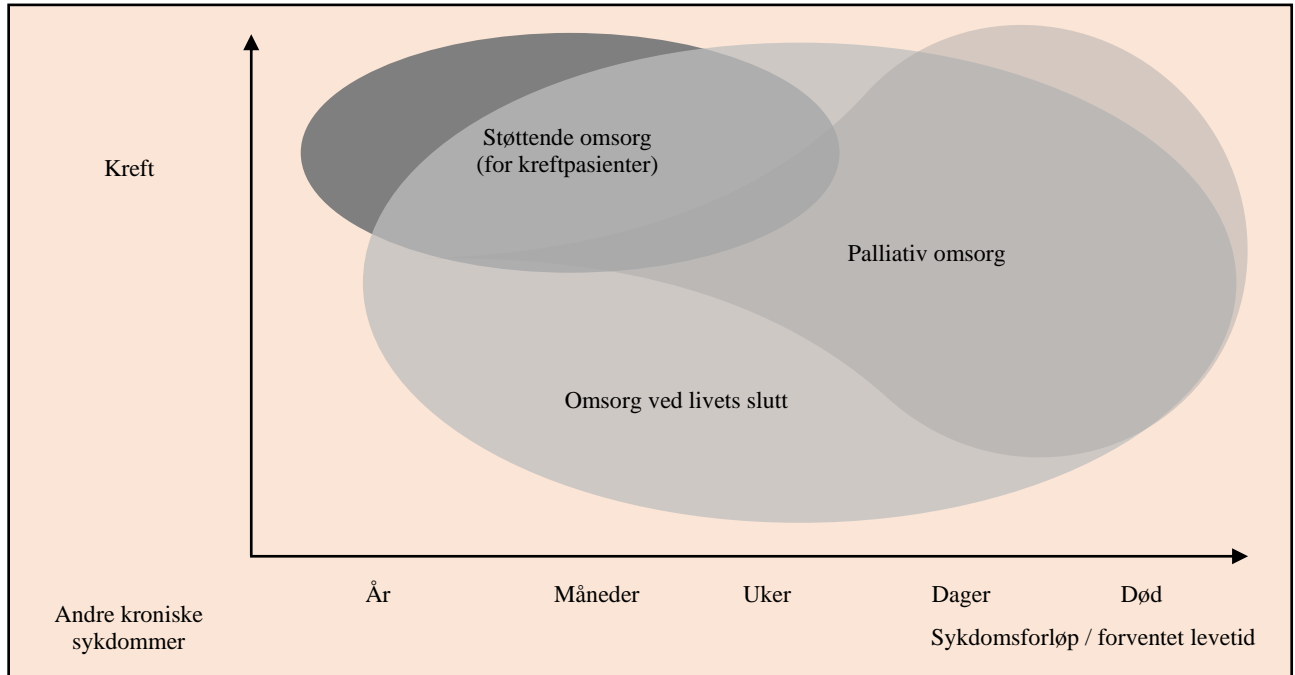 Støttende omsorg
(for kreftpasienter)
Kreft
Palliativ omsorg
Omsorg ved livets slutt
År
Måneder
Uker
Dager
Død
Andre kroniske
sykdommer
Sykdomsforløp / forventet levetid